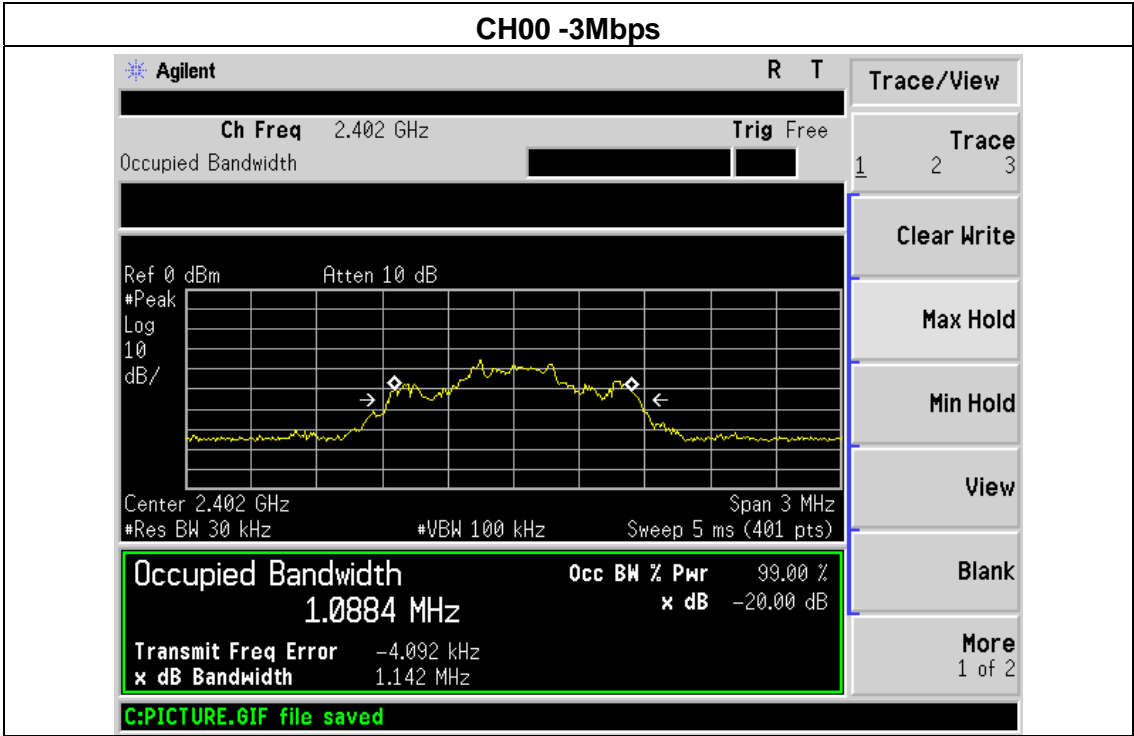 CH00 -3Mbps
Agilent R T
Trace/View
Ch Freq 2.402 GHz Trig Free
Occupied Bandwidth
Trace
1 2 3
Clear Write
Ref 0 dBm Atten 10 dB
#Peak
Log
10
dB/
Max Hold
Min Hold
View
Center 2.402 GHz Span 3 MHz
#Res BW 30 kHz #VBW 100 kHz Sweep 5 ms (401 pts)
Occupied Bandwidth Occ BW % Pwr 99.00 %
1.0884 MHz x dB -20.00 dB
Blank
Transmit Freq Error -4.092 kHz
x dB Bandwidth 1.142 MHz
More
1 of 2
C:PICTURE.GIF file saved